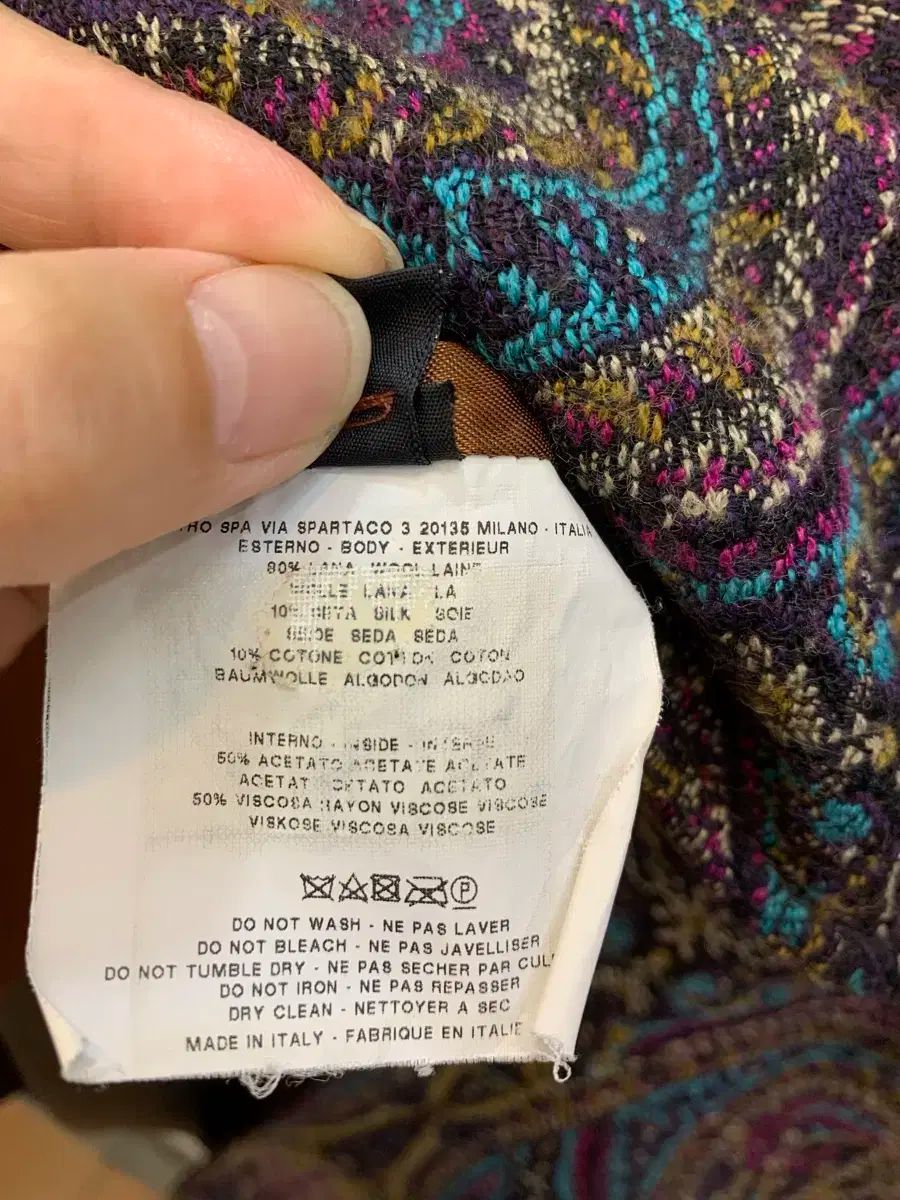 SPA VIA SPARTACO 3 20135 MILANO - ITALIA
ESTERNO - BODY - EXTERIEUR
80% LANA WOOL LAINE
LANA LA
10% SETA SILK SOIE
SEIDE SEDA SEDA
10% COTONE COTTON COTON
BAUMWOLLE ALGODON ALGODAO
INTERNO - INSIDE - INTERNE
50% ACETATO ACETATE ACETATE
ACETAT ACETATO ACETATO
50% VISCOSA RAYON VISCOSE VISCOSE
VISKOSE VISCOSA VISCOSE
P
DO NOT WASH - NE PAS LAVER
DO NOT BLEACH - NE PAS JAVELLISER
DO NOT TUMBLE DRY - NE PAS SECHER PAR CUL
DO NOT IRON - NE PAS REPASSER
DRY CLEAN - NETTOYER A SEC
MADE IN ITALY - FABRIQUE EN ITALIE